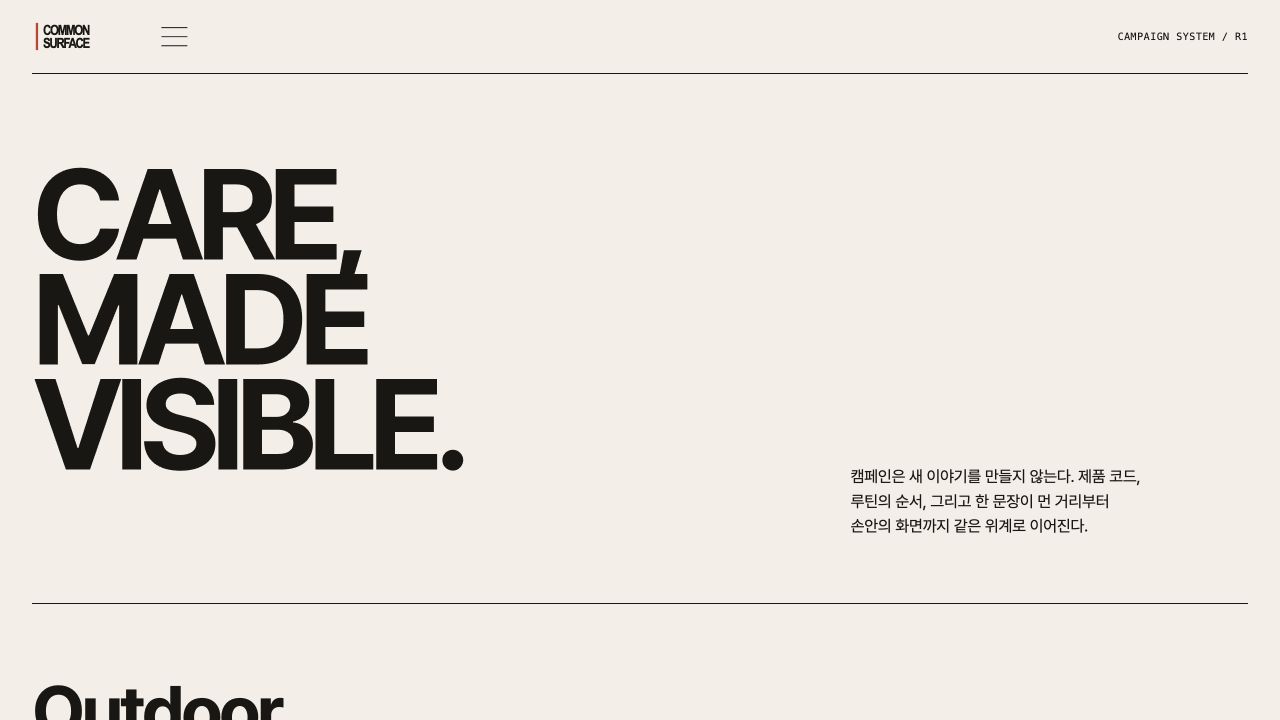 COMMON
SURFACE
CAMPAIGN SYSTEM / R1
CARE,
MADE
VISIBLE.
캠페인은 새 이야기를 만들지 않는다. 제품 코드,
루틴의 순서, 그리고 한 문장이 먼 거리부터
손안의 화면까지 같은 위계로 이어진다.
Outdoor